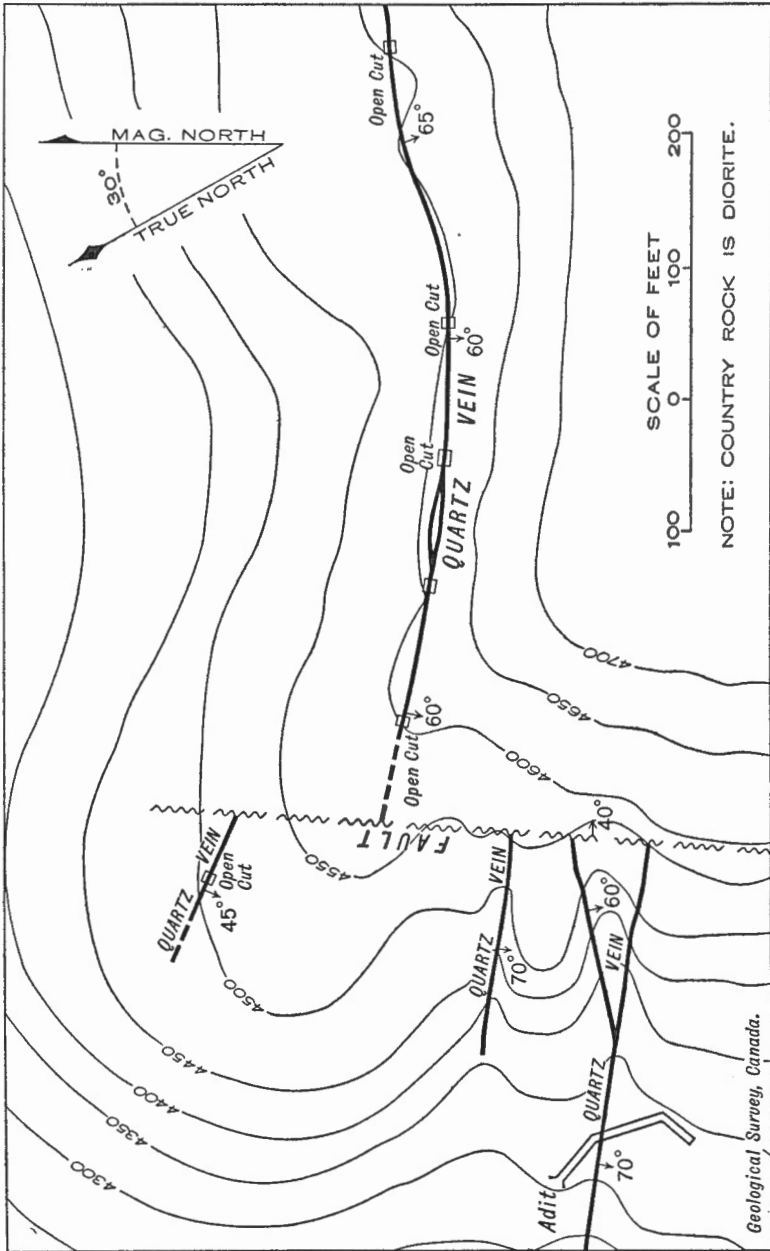 MAG. NORTH
30°
TRUE NORTH
Open Cut
65°
Open Cut
60°
Open
Cut
QUARTZ VEIN
Open Cut
60°
QUARTZ VEIN
Open
Cut
45°
FAULT
40°
QUARTZ VEIN
70°
60°
QUARTZ VEIN
70°
Adit
4300
4350
4400
4450
4500
4550
4600
4650
4700
SCALE OF FEET
100 0 100 200
NOTE: COUNTRY ROCK IS DIORITE.
Geological Survey, Canada.